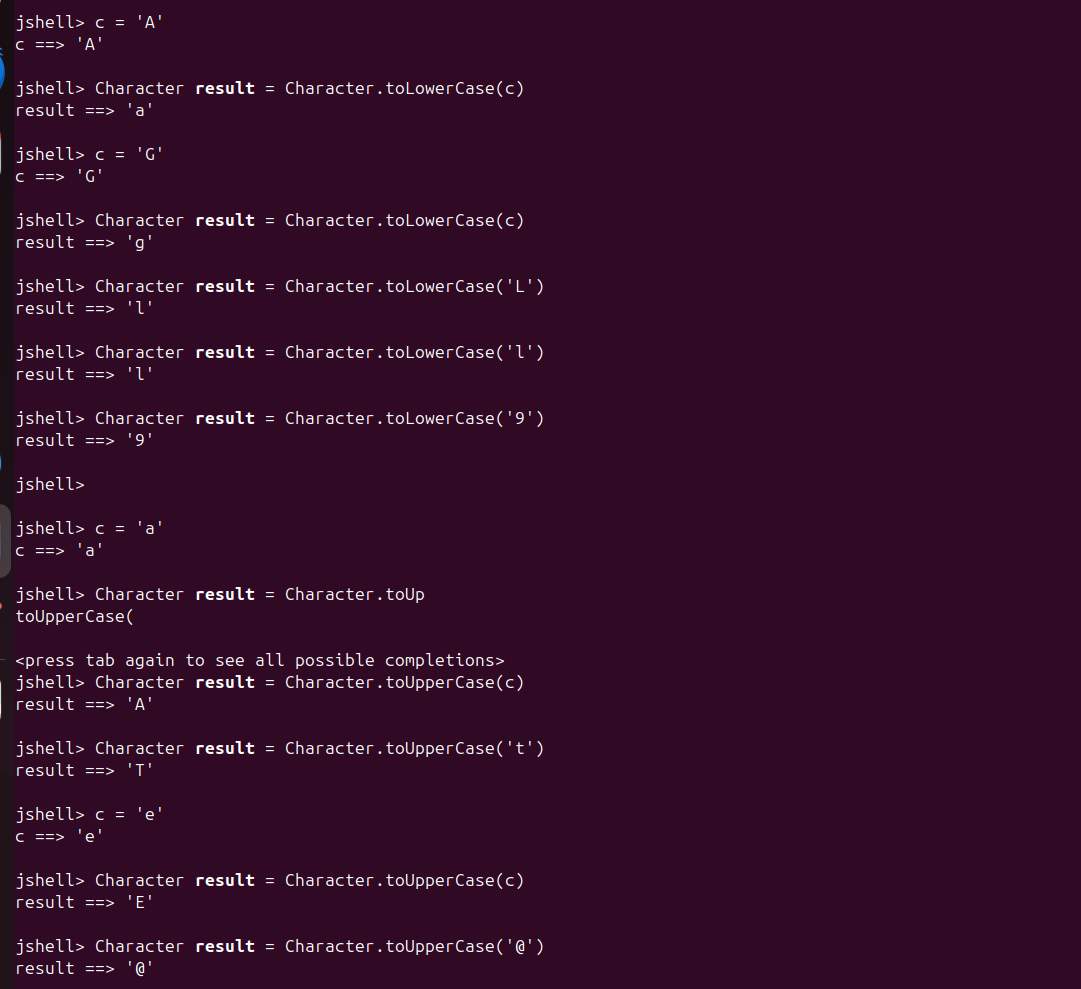 jshell> c = 'A'
c ==> 'A'
jshell> Character result = Character.toLowerCase(c)
result ==> 'a'
jshell> c = 'G'
c ==> 'G'
jshell> Character result = Character.toLowerCase(c)
result ==> 'g'
jshell> Character result = Character.toLowerCase('L')
result ==> 'l'
jshell> Character result = Character.toLowerCase('l')
result ==> 'l'
jshell> Character result = Character.toLowerCase('9')
result ==> '9'
jshell>
jshell> c = 'a'
c ==> 'a'
jshell> Character result = Character.toUp
toUpperCase(
<press tab again to see all possible completions>
jshell> Character result = Character.toUpperCase(c)
result ==> 'A'
jshell> Character result = Character.toUpperCase('t')
result ==> 'T'
jshell> c = 'e'
c ==> 'e'
jshell> Character result = Character.toUpperCase(c)
result ==> 'E'
jshell> Character result = Character.toUpperCase('@')
result ==> '@'